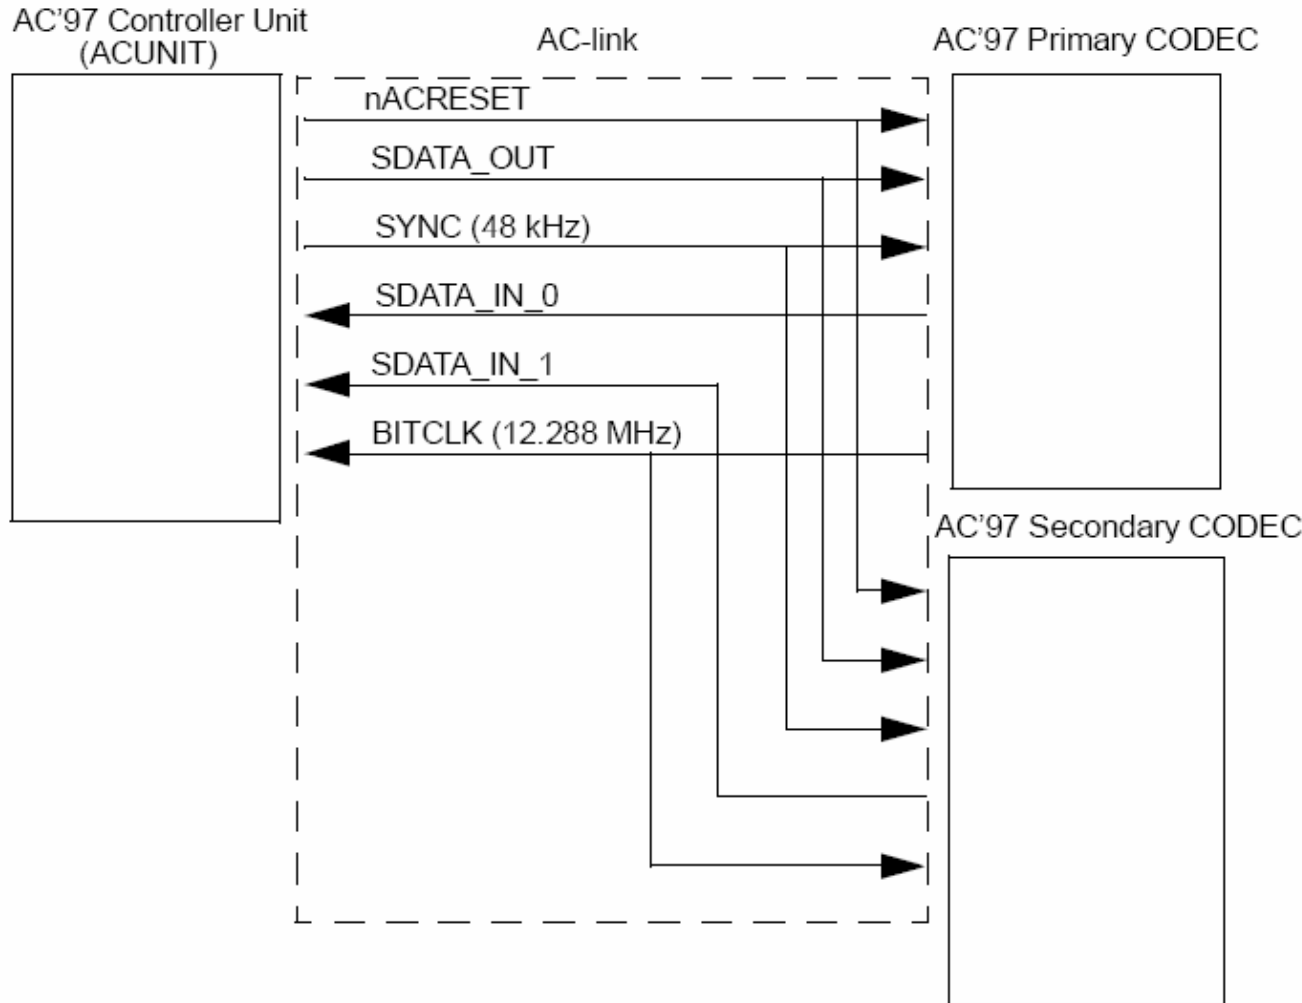 AC'97 Controller Unit
(ACUNIT)
AC-link
AC'97 Primary CODEC
nACRESET
SDATA_OUT
SYNC (48 kHz)
SDATA_IN_0
SDATA_IN_1
BITCLK (12.288 MHz)
AC'97 Secondary CODEC